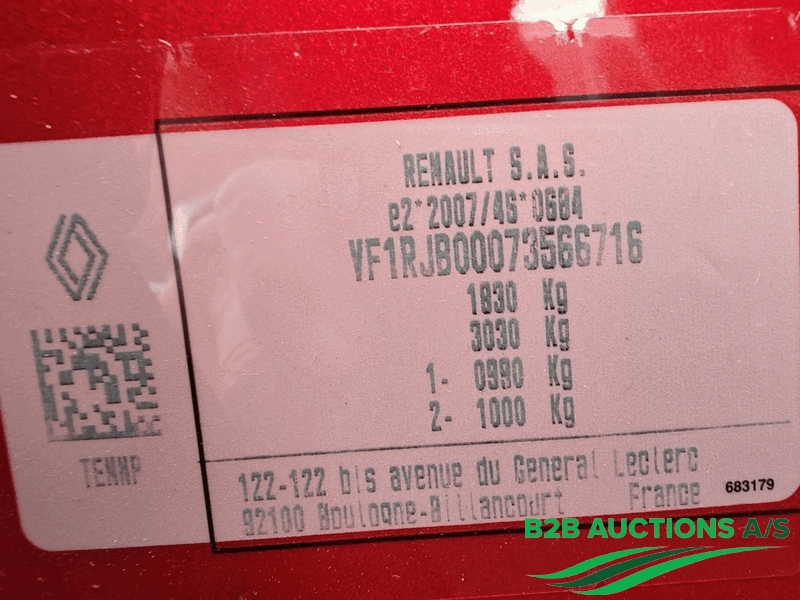 RENAULT S.A.S.
e2*2007/46*0684
VF1RJB00073566716
1830 Kg
3030 Kg
1- 0990 Kg
2- 1000 Kg
TENNP
122-122 bis avenue du General Leclerc
92100 Boulogne-Billancourt France
683179
B2B AUCTIONS A/S